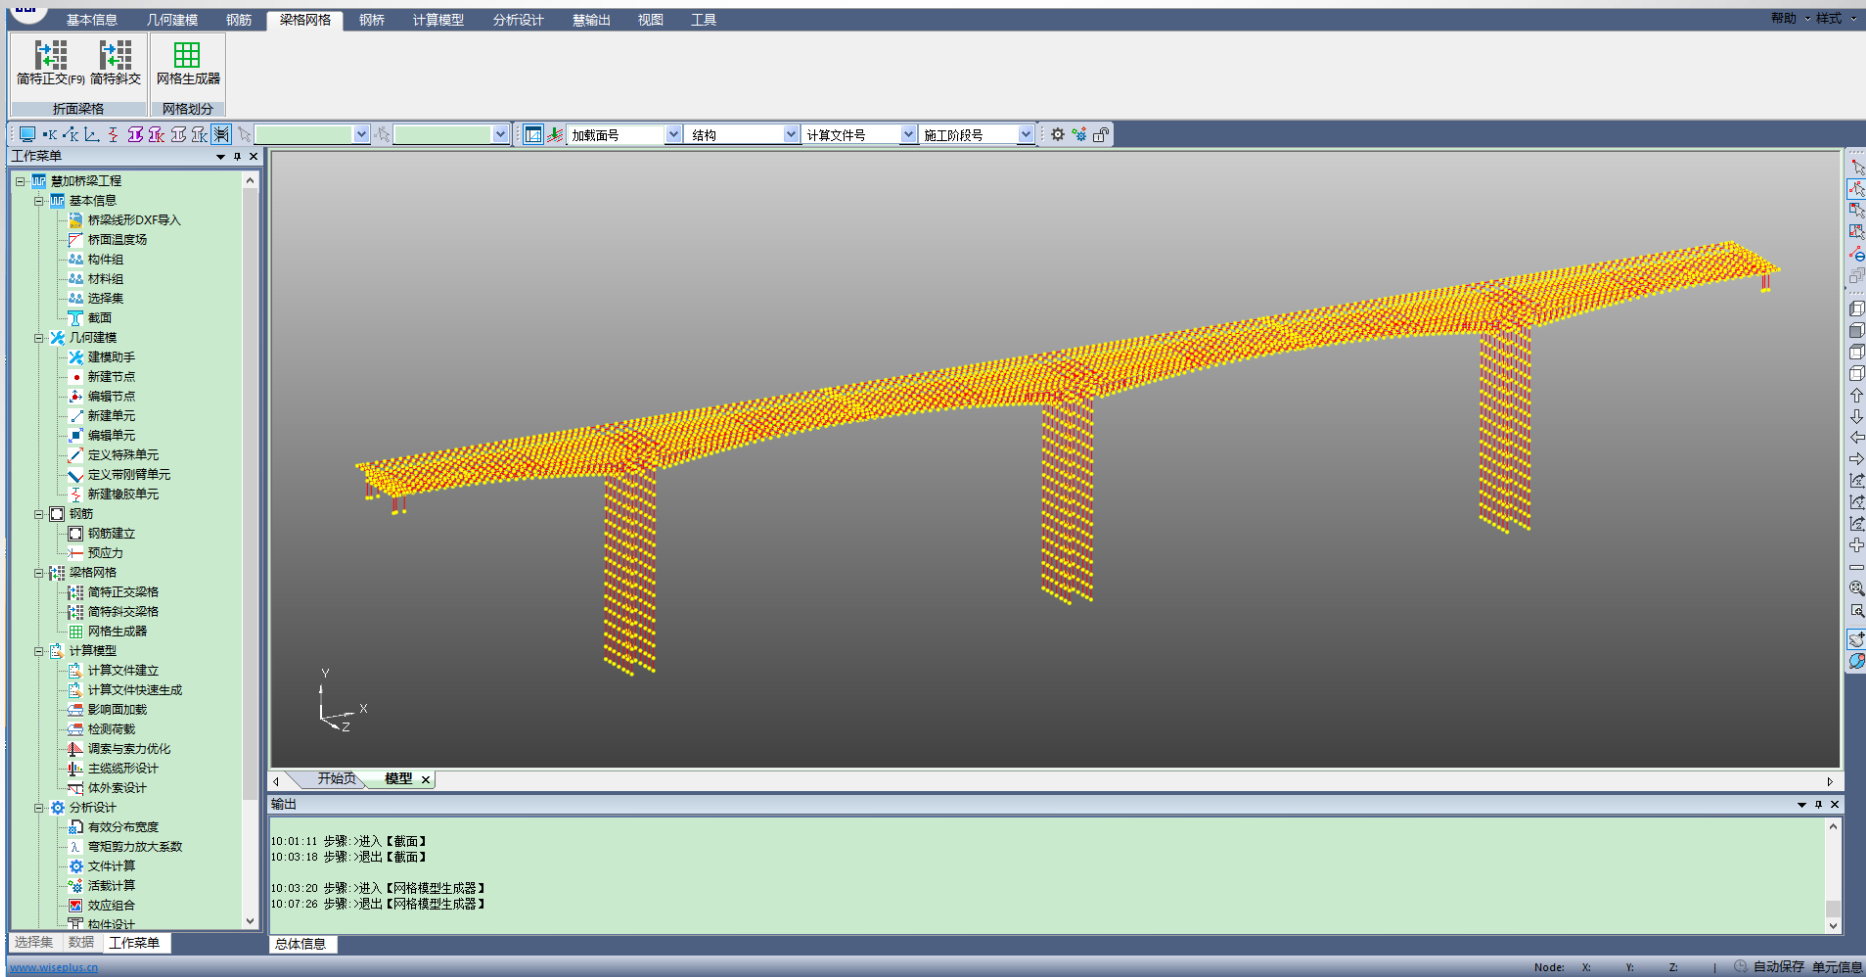 基本信息 几何建模 钢筋 梁格网格 钢桥 计算模型 分析设计 慧输出 视图 工具 帮助 样式
简特正交(F9) 简特斜交 网格生成器
折面梁格 网格划分
加载面号 结构 计算文件号 施工阶段号
工作菜单
慧加桥梁工程
基本信息
桥梁线形DXF导入
桥面温度场
构件组
材料组
选择集
截面
几何建模
建模助手
新建节点
编辑节点
新建单元
编辑单元
定义特殊单元
定义带刚臂单元
新建橡胶单元
钢筋
钢筋建立
预应力
梁格网格
简特正交梁格
简特斜交梁格
网格生成器
计算模型
计算文件建立
计算文件快速生成
影响面加载
检测荷载
调索与索力优化
主缆缆形设计
体外索设计
分析设计
有效分布宽度
弯矩剪力放大系数
文件计算
活载计算
效应组合
构件设计
选择集 数据 工作菜单
Y
X
Z
开始页 模型
输出
10:01:11 步骤:>进入【截面】
10:03:18 步骤:>退出【截面】
10:03:20 步骤:>进入【网格模型生成器】
10:07:26 步骤:>退出【网格模型生成器】
总体信息
www.wiseplus.cn
Node: X: Y: Z: | 自动保存 单元信息